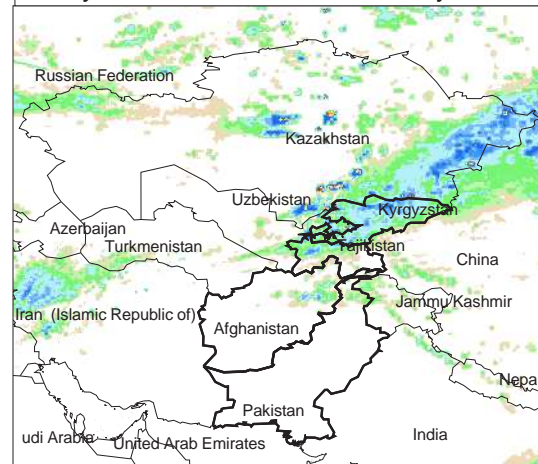 Russian Federation
Kazakhstan
Uzbekistan
Kyrgyzstan
Azerbaijan
Turkmenistan
Tajikistan
China
Jammu/Kashmir
Iran (Islamic Republic of)
Afghanistan
Nepa
Pakistan
India
udi Arabia
United Arab Emirates